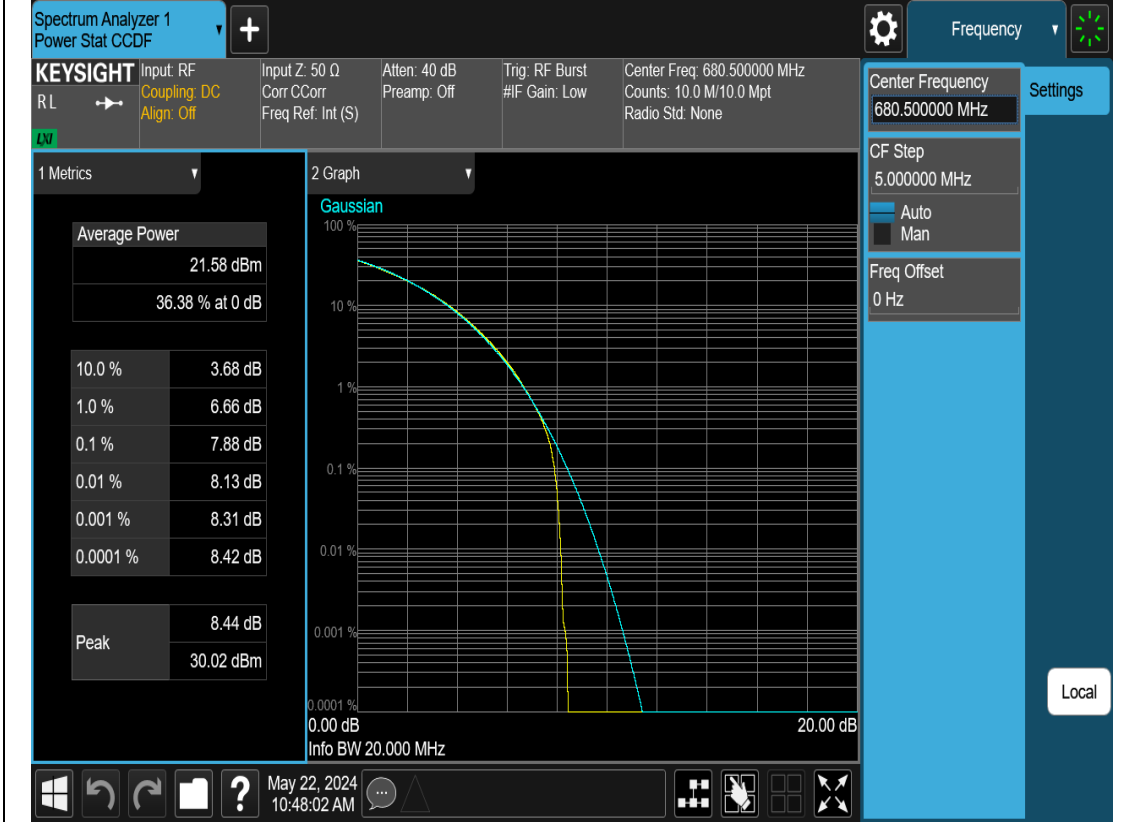 Spectrum Analyzer 1
Power Stat CCDF
Frequency
KEYSIGHT
RL
LXI
Input: RF
Coupling: DC
Align: Off
Input Z: 50 Ω
Corr CCorr
Freq Ref: Int (S)
Atten: 40 dB
Preamp: Off
Trig: RF Burst
#IF Gain: Low
Center Freq: 680.500000 MHz
Counts: 10.0 M/10.0 Mpt
Radio Std: None
Center Frequency
680.500000 MHz
Settings
CF Step
5.000000 MHz
Auto
Man
Freq Offset
0 Hz
Local
1 Metrics
Average Power
21.58 dBm
36.38 % at 0 dB
10.0 % 3.68 dB
1.0 % 6.66 dB
0.1 % 7.88 dB
0.01 % 8.13 dB
0.001 % 8.31 dB
0.0001 % 8.42 dB
Peak
8.44 dB
30.02 dBm
2 Graph
Gaussian
100 %
10 %
1 %
0.1 %
0.01 %
0.001 %
0.0001 %
0.00 dB 20.00 dB
Info BW 20.000 MHz
?
May 22, 2024
10:48:02 AM